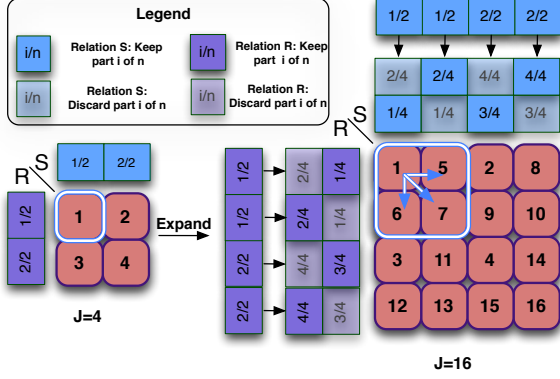 Legend
i/n Relation S: Keep part i of n
i/n Relation R: Keep part i of n
i/n Relation S: Discard part i of n
i/n Relation R: Discard part i of n
1/2 1/2 2/2 2/2
2/4 2/4 4/4 4/4
1/4 1/4 3/4 3/4
R S
1/2 2/2
R S
1/2 1 2
2/2 3 4
J=4
Expand
1/2 2/4 1/4 1 5 2 8
1/2 2/4 1/4 6 7 9 10
2/2 4/4 3/4 3 11 4 14
2/2 4/4 3/4 12 13 15 16
J=16